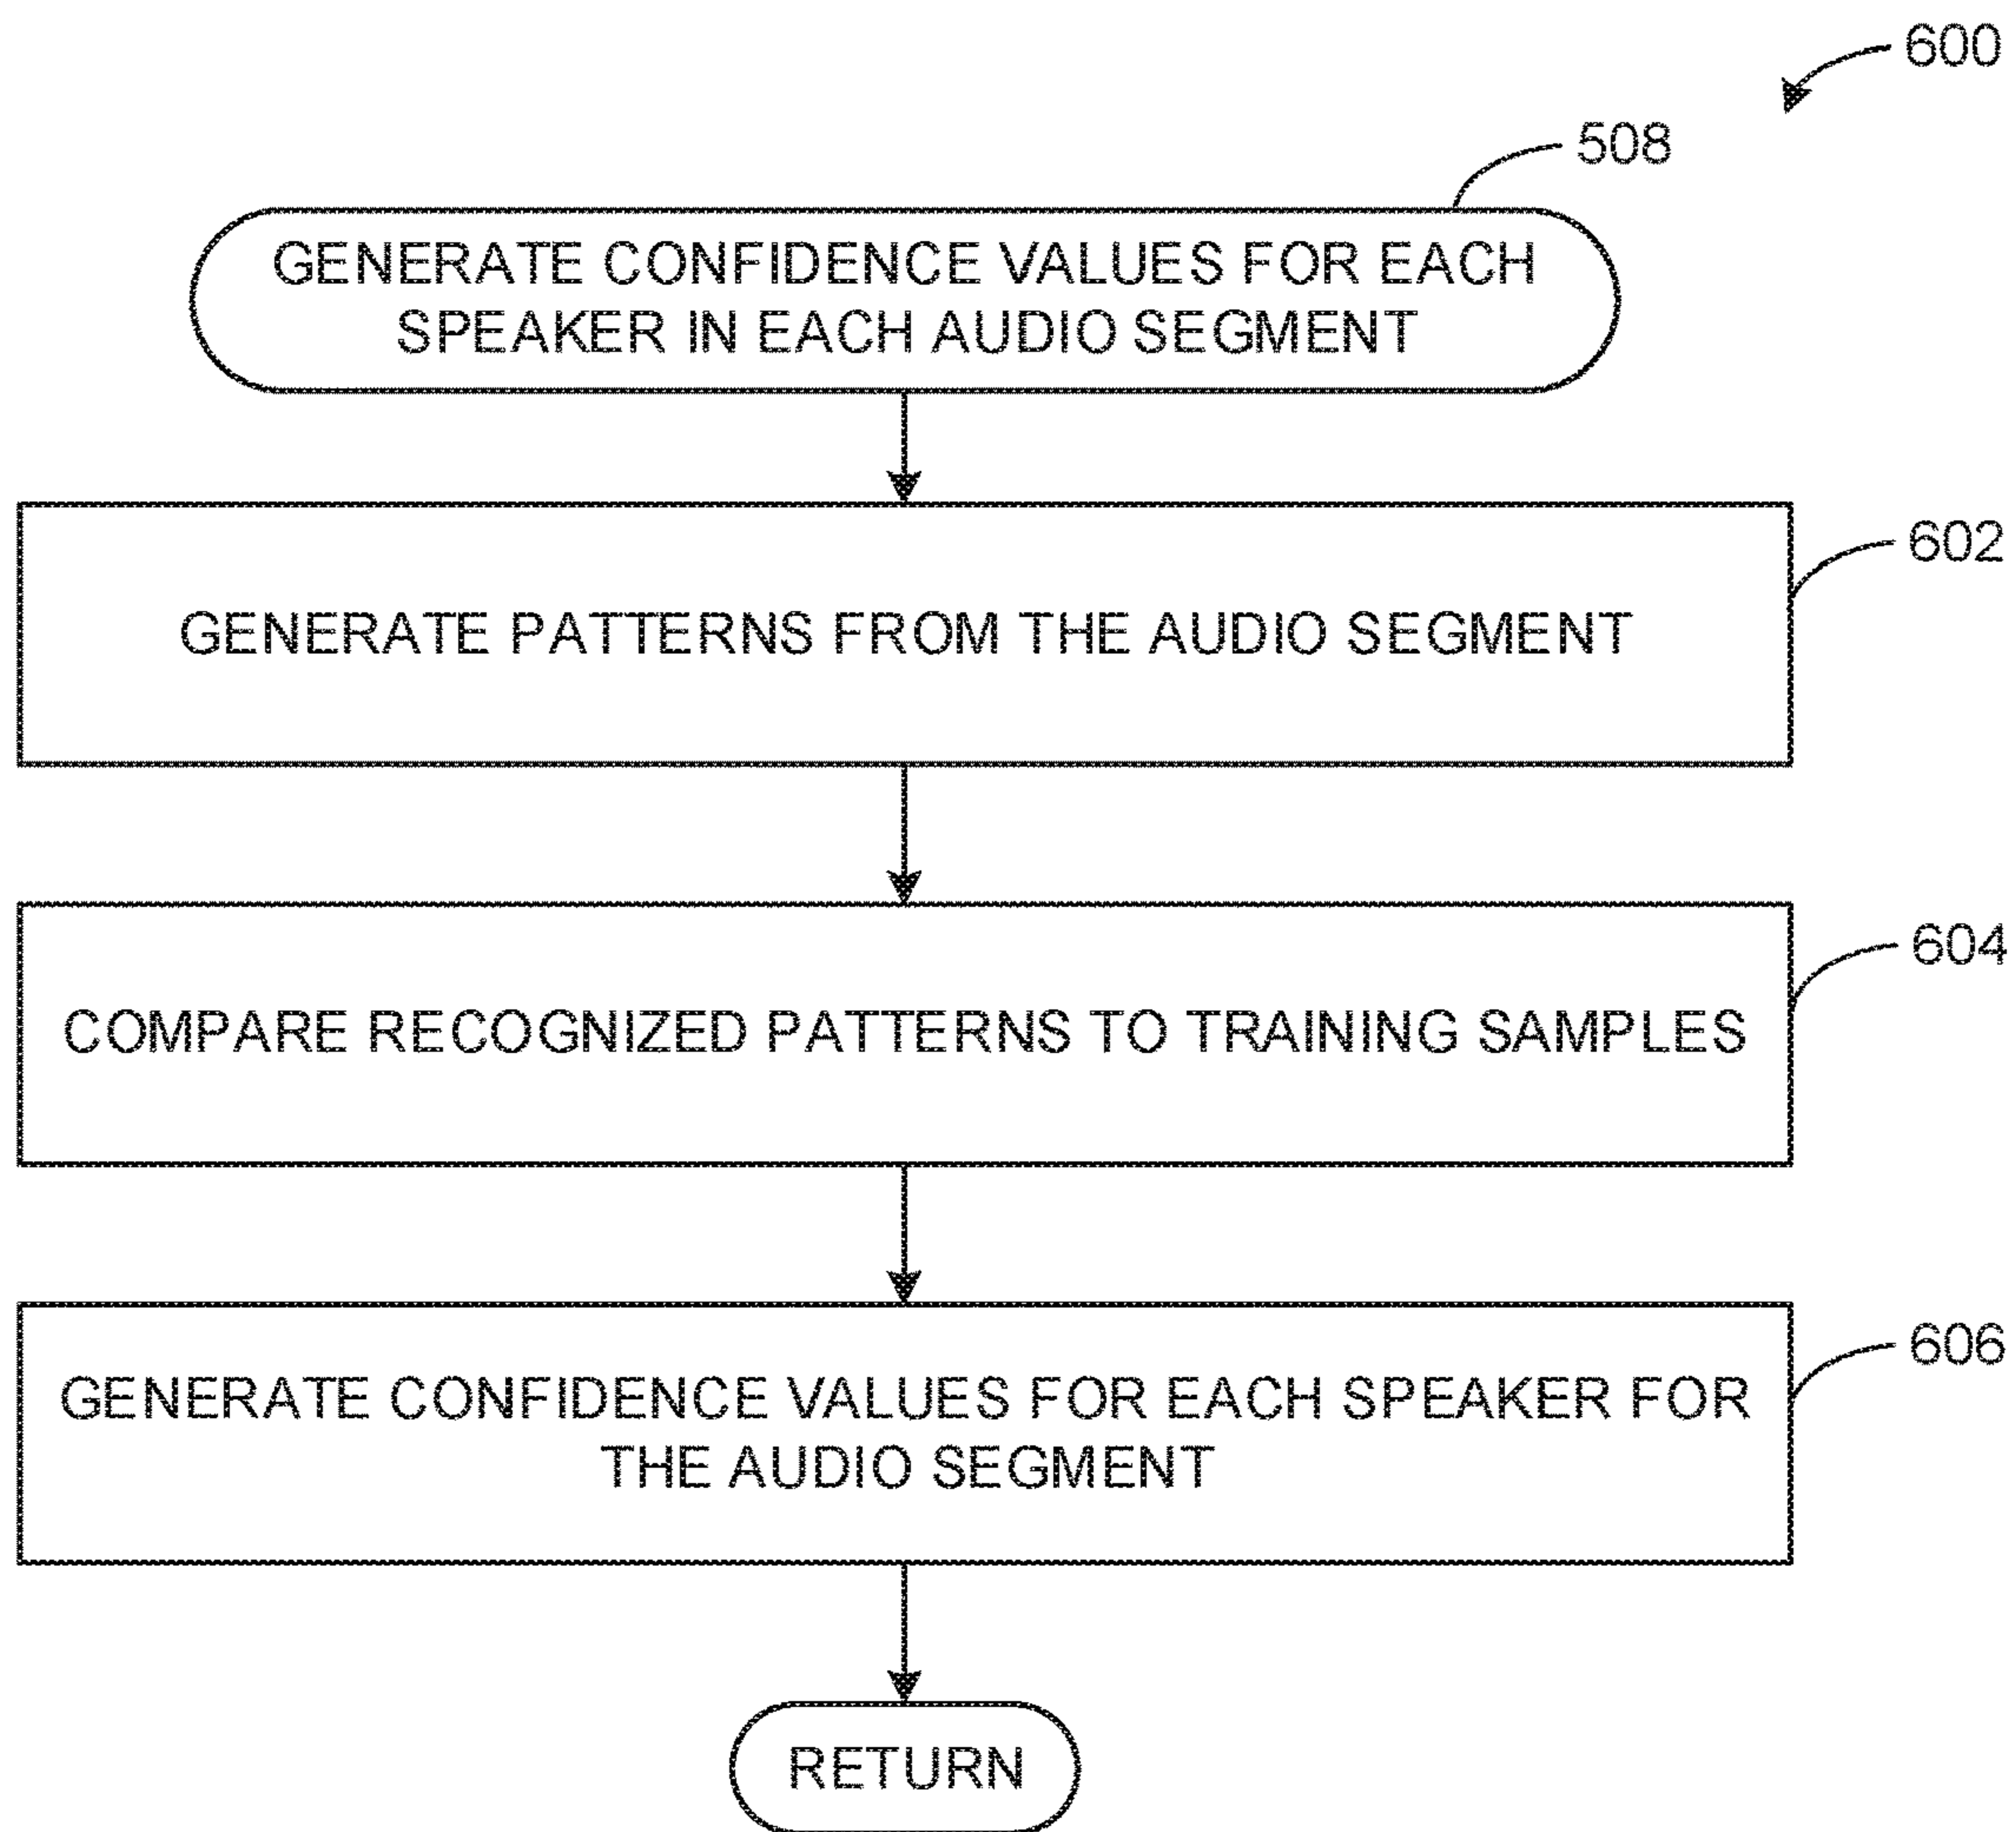 600
508
GENERATE CONFIDENCE VALUES FOR EACH
SPEAKER IN EACH AUDIO SEGMENT
602
GENERATE PATTERNS FROM THE AUDIO SEGMENT
604
COMPARE RECOGNIZED PATTERNS TO TRAINING SAMPLES
606
GENERATE CONFIDENCE VALUES FOR EACH SPEAKER FOR
THE AUDIO SEGMENT
RETURN